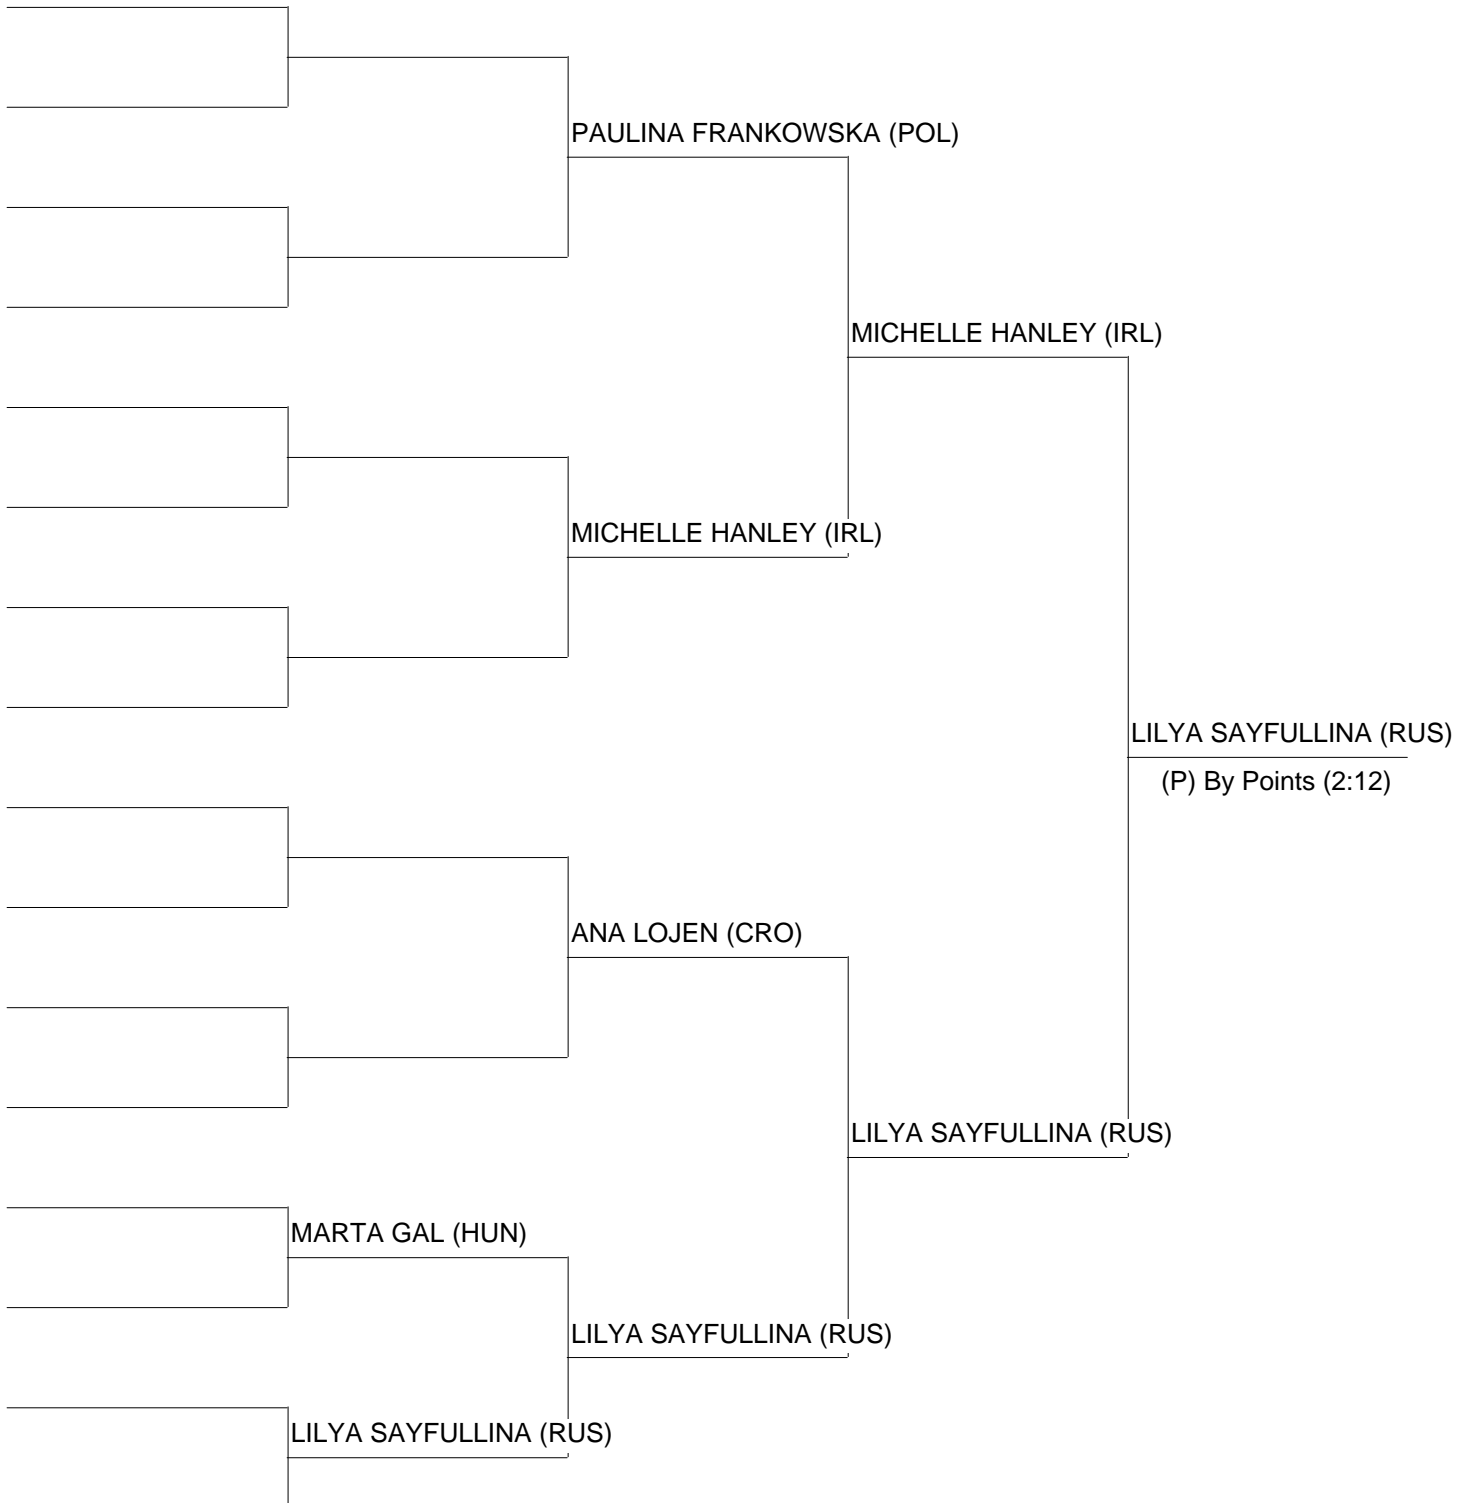 PAULINA FRANKOWSKA (POL)
MICHELLE HANLEY (IRL)
MICHELLE HANLEY (IRL)
LILYA SAYFULLINA (RUS)
(P) By Points (2:12)
ANA LOJEN (CRO)
LILYA SAYFULLINA (RUS)
MARTA GAL (HUN)
LILYA SAYFULLINA (RUS)
LILYA SAYFULLINA (RUS)